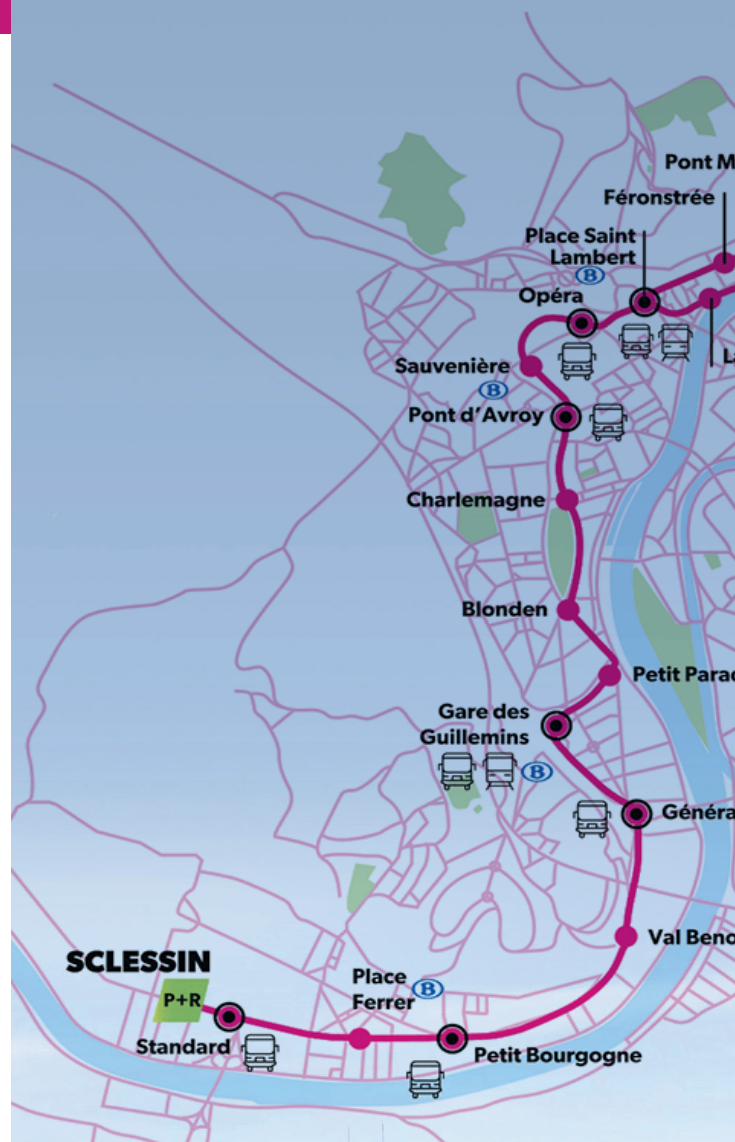 Pont M
Féronstrée
Place Saint
Lambert
B
Opéra
La
Sauvenière
B
Pont d'Avroy
Charlemagne
Blonden
Petit Parad
Gare des
Guillemins
B
Généra
Val Beno
SCLESSIN
P+R
Place
Ferrer
B
Standard
Petit Bourgogne